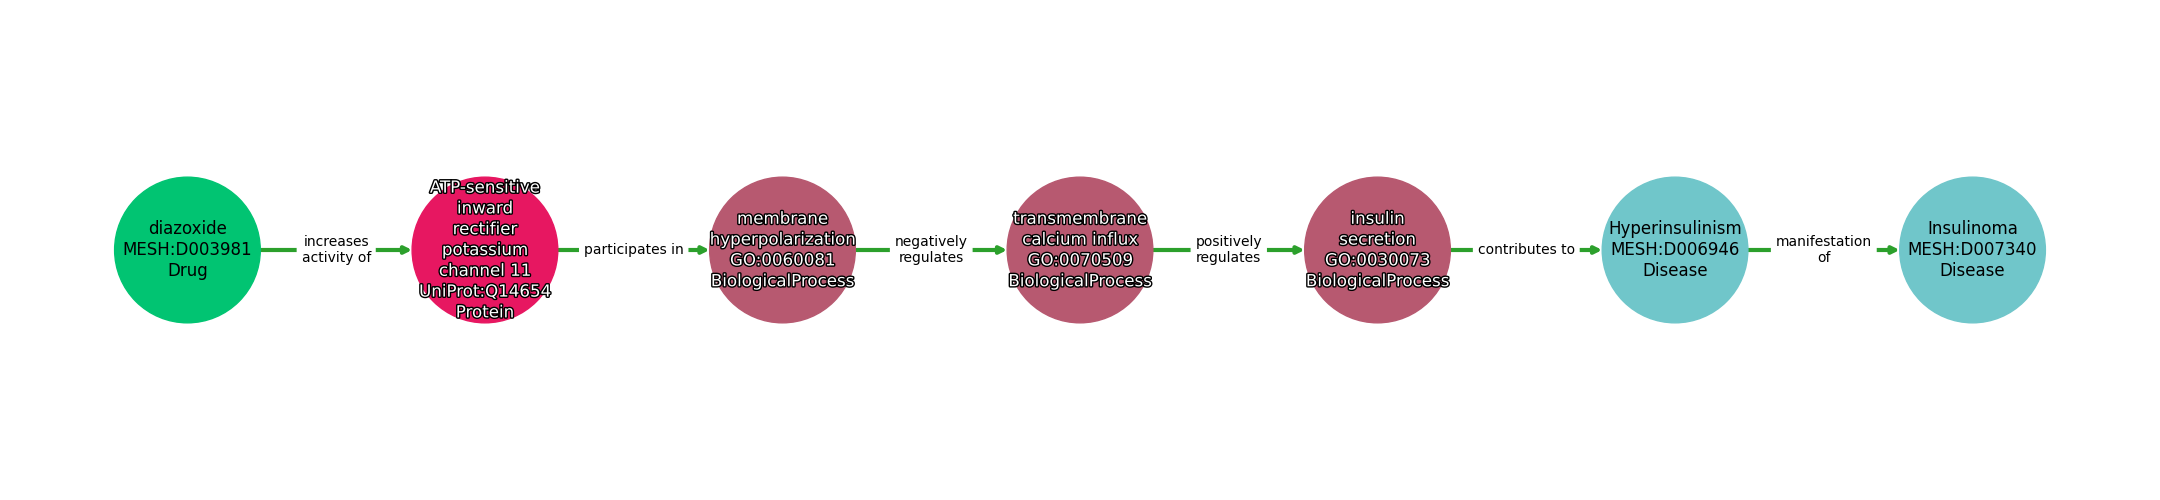 diazoxide
MESH:D003981
Drug
increases
activity of
ATP-sensitive
inward
rectifier
potassium
channel 11
UniProt:Q14654
Protein
participates in
membrane
hyperpolarization
GO:0060081
BiologicalProcess
negatively
regulates
transmembrane
calcium influx
GO:0070509
BiologicalProcess
positively
regulates
insulin
secretion
GO:0030073
BiologicalProcess
contributes to
Hyperinsulinism
MESH:D006946
Disease
manifestation
of
Insulinoma
MESH:D007340
Disease